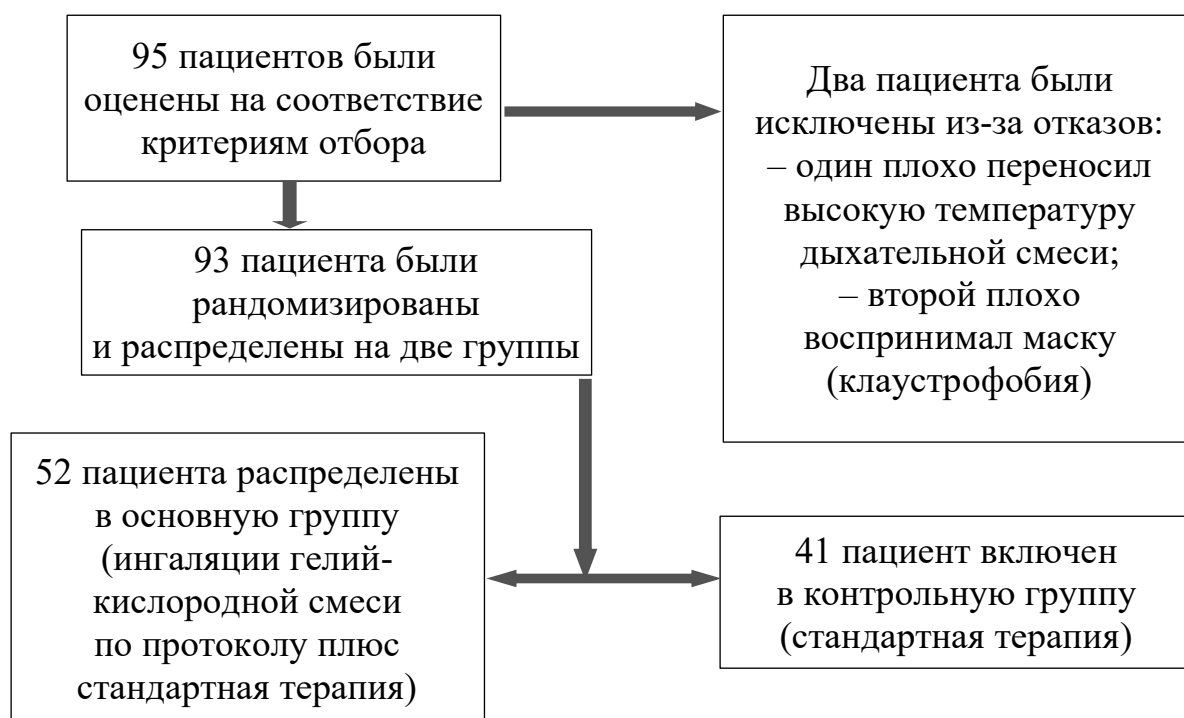 95 пациентов были
оценены на соответствие
критериям отбора
Два пациента были
исключены из-за отказов:
– один плохо переносил
высокую температуру
дыхательной смеси;
– второй плохо
воспринимал маску
(клаустрофобия)
93 пациента были
рандомизированы
и распределены на две группы
52 пациента распределены
в основную группу
(ингаляции гелий-
кислородной смеси
по протоколу плюс
стандартная терапия)
41 пациент включен
в контрольную группу
(стандартная терапия)